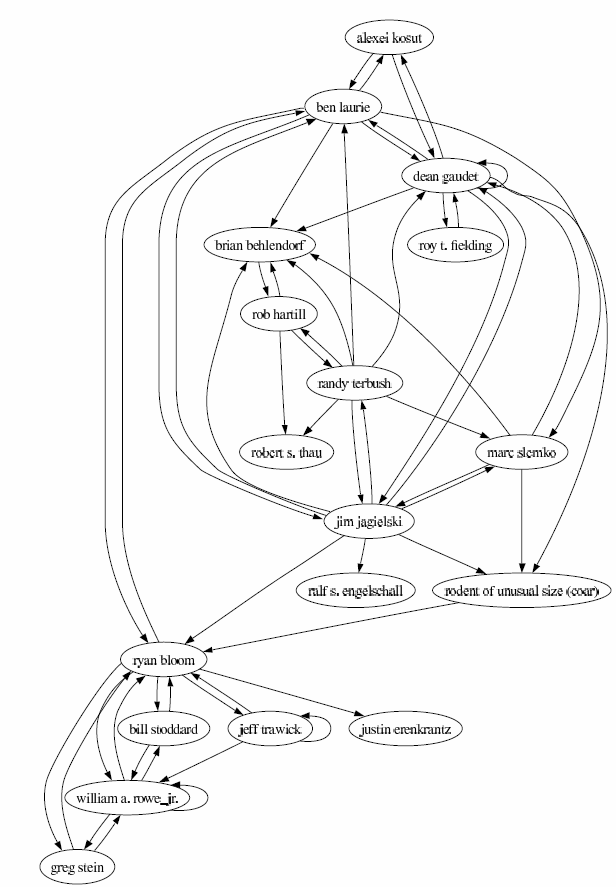 alexei kosut
ben laurie
dean gaudet
brian behlendorf
roy t. fielding
rob hartill
randy terbush
robert s. thau
marc slemko
jim jagielski
ralf s. engelschall
rodent of unusual size (coar)
ryan bloom
bill stoddard
jeff trawick
justin erenkrantz
william a. rowe_jr.
greg stein